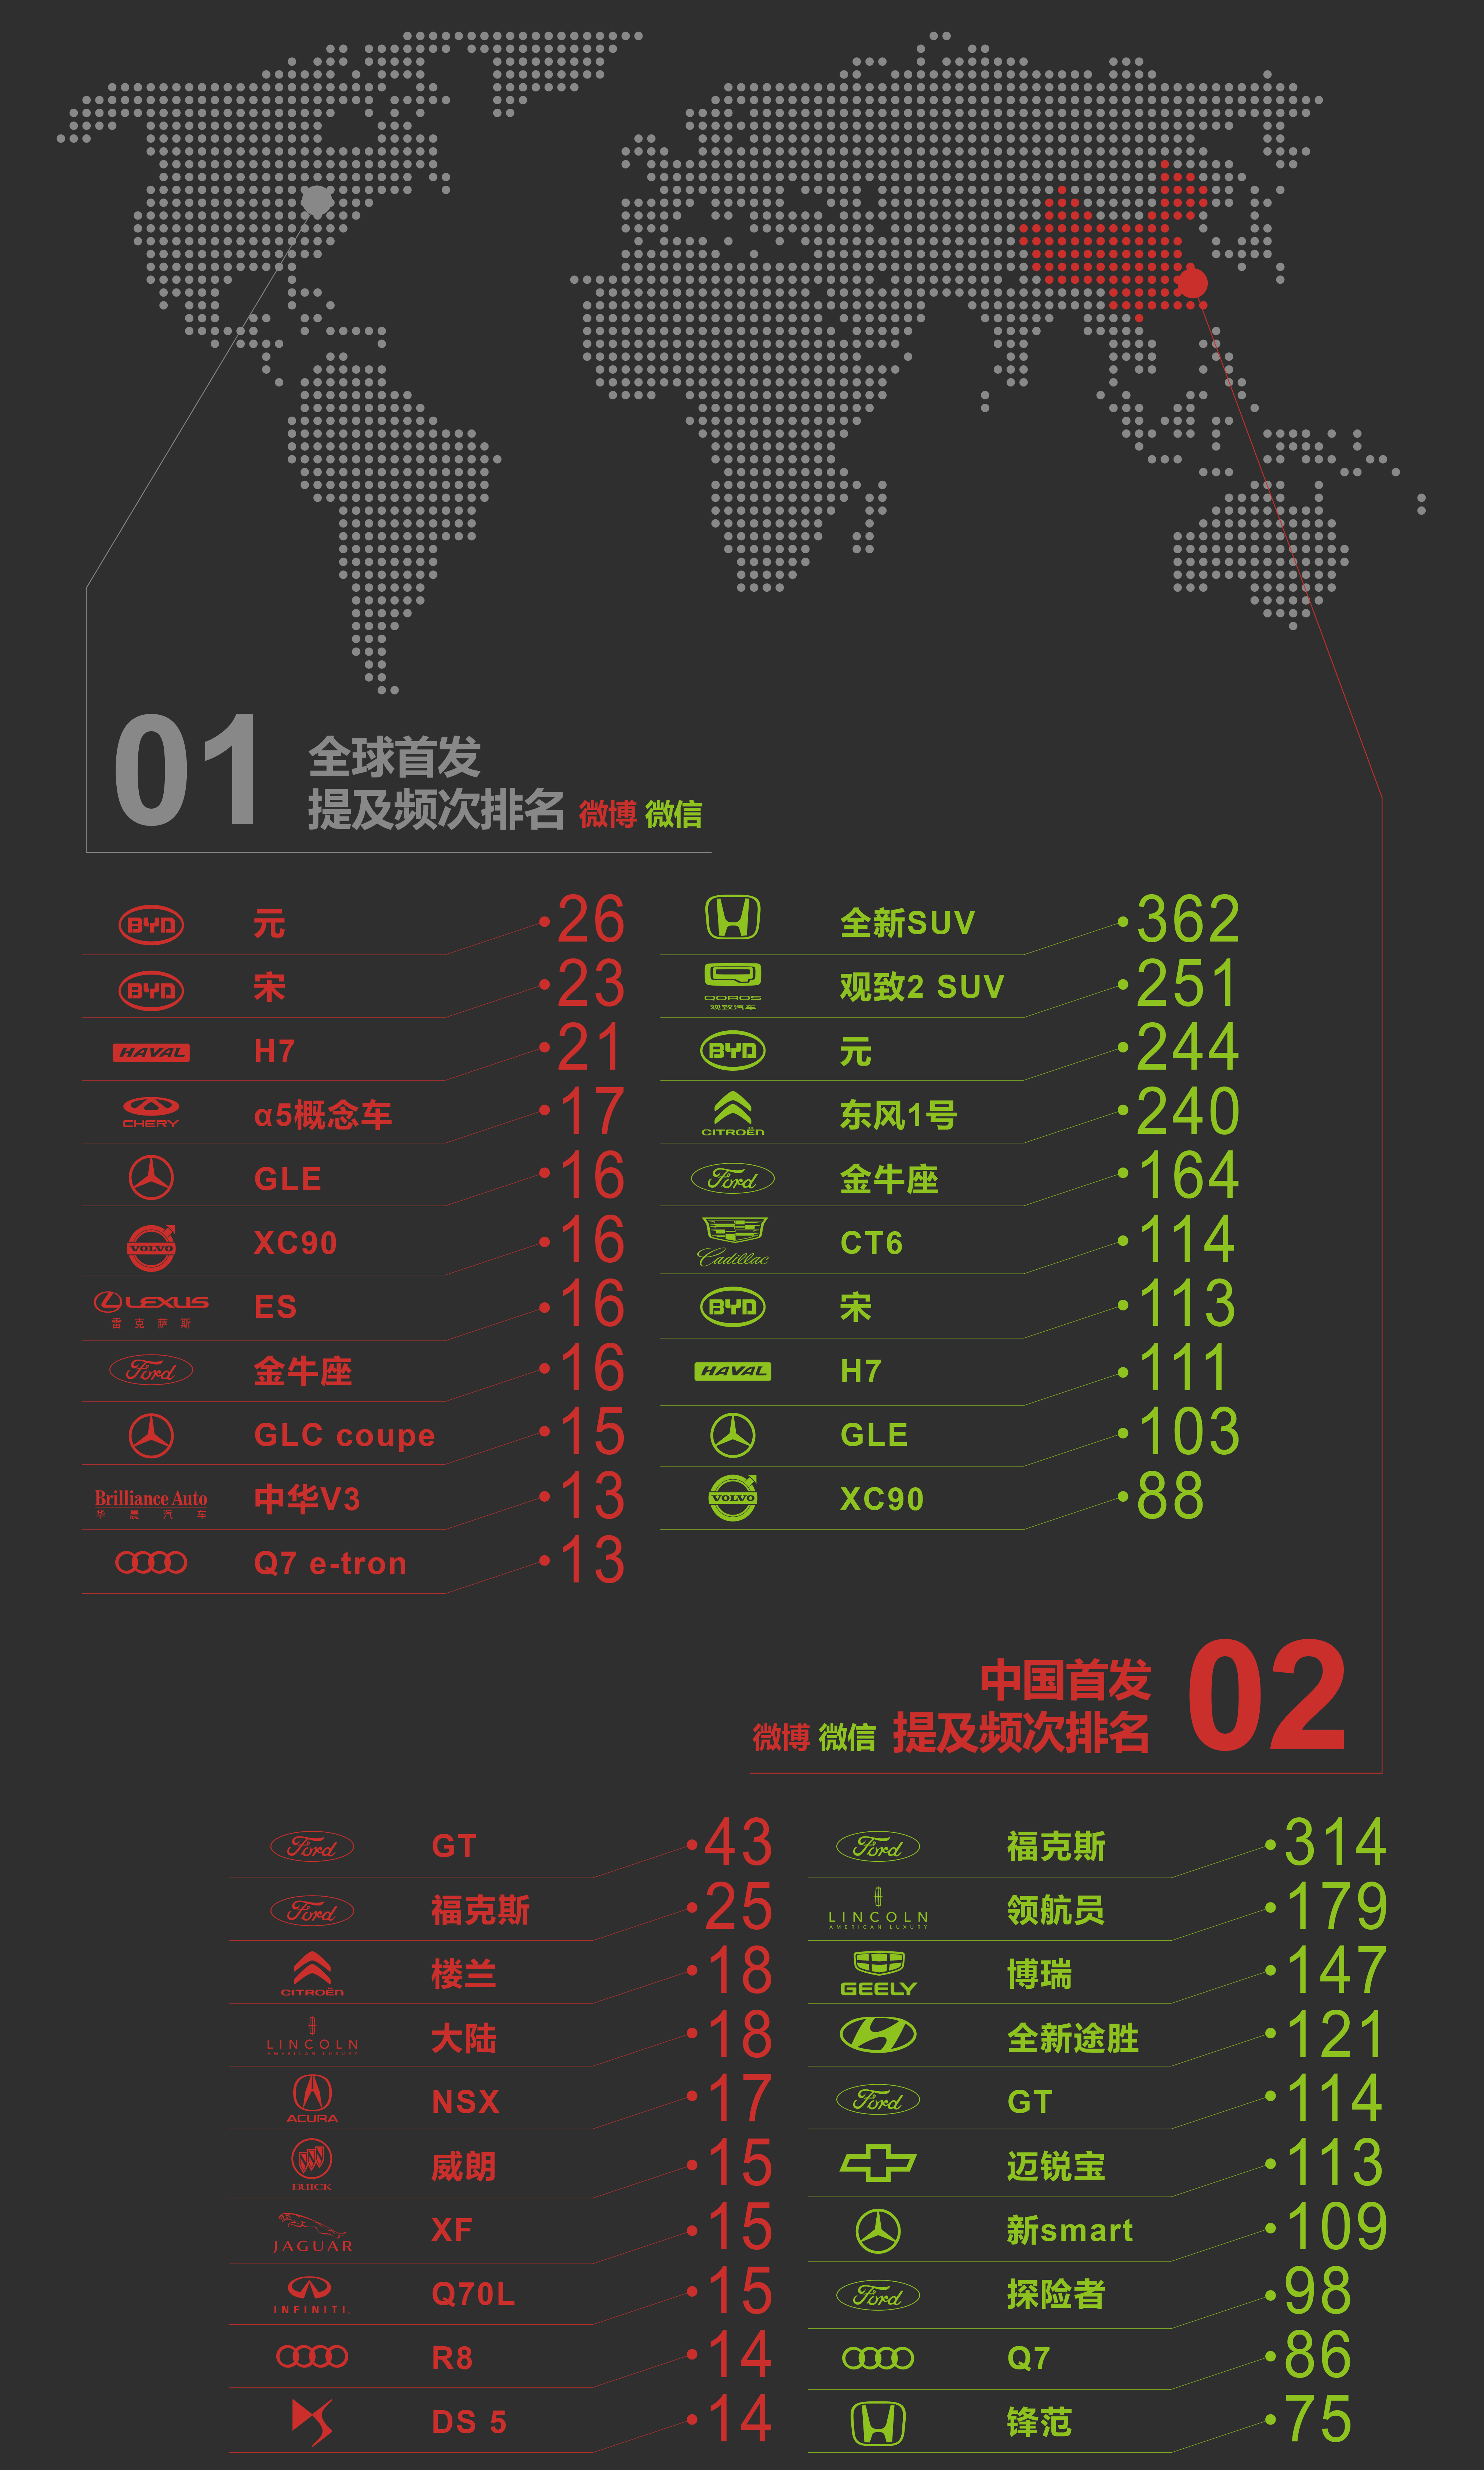 01
全球首发
提及频次排名 微博 微信
BYD 元 26
BYD 宋 23
HAVAL H7 21
CHERY α5概念车 17
GLE 16
VOLVO XC90 16
LEXUS 雷克萨斯 ES 16
Ford 金牛座 16
GLC coupe 15
Brilliance Auto 华晨汽车 中华V3 13
Q7 e-tron 13
全新SUV 362
QOROS 观致汽车 观致2 SUV 251
BYD 元 244
CITROËN 东风1号 240
Ford 金牛座 164
Cadillac CT6 114
BYD 宋 113
HAVAL H7 111
GLE 103
VOLVO XC90 88
中国首发 02
微博 微信 提及频次排名
Ford GT 43
Ford 福克斯 25
CITROËN 楼兰 18
LINCOLN AMERICAN LUXURY 大陆 18
ACURA NSX 17
BUICK 威朗 15
JAGUAR XF 15
INFINITI Q70L 15
R8 14
DS 5 14
Ford 福克斯 314
LINCOLN AMERICAN LUXURY 领航员 179
GEELY 博瑞 147
全新途胜 121
Ford GT 114
迈锐宝 113
新smart 109
Ford 探险者 98
Q7 86
锋范 75